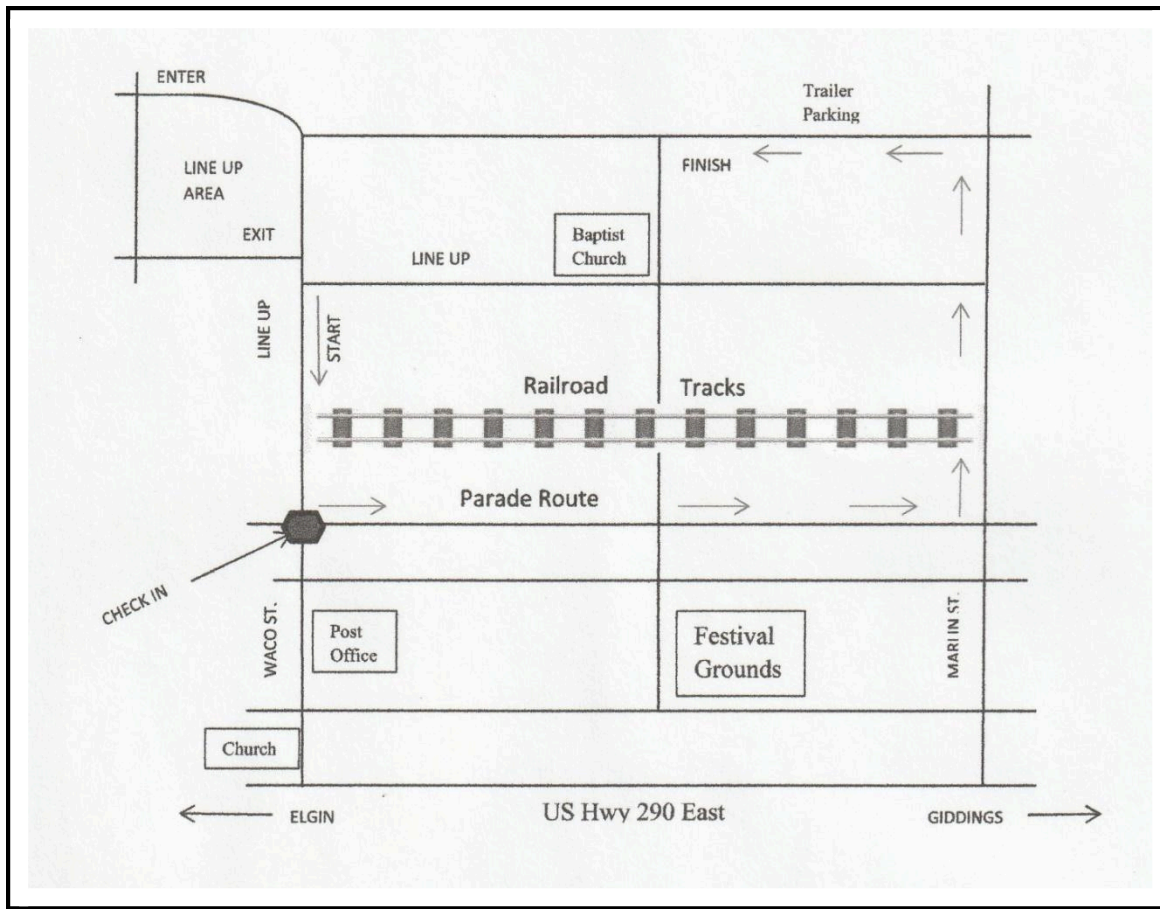 ENTER
Trailer
Parking
LINE UP
AREA
FINISH
EXIT
Baptist
Church
LINE UP
LINE UP
START
Railroad Tracks
Parade Route
CHECK IN
WACO ST.
Post
Office
Festival
Grounds
ST.
Church
ELGIN
US Hwy 290 East
GIDDINGS